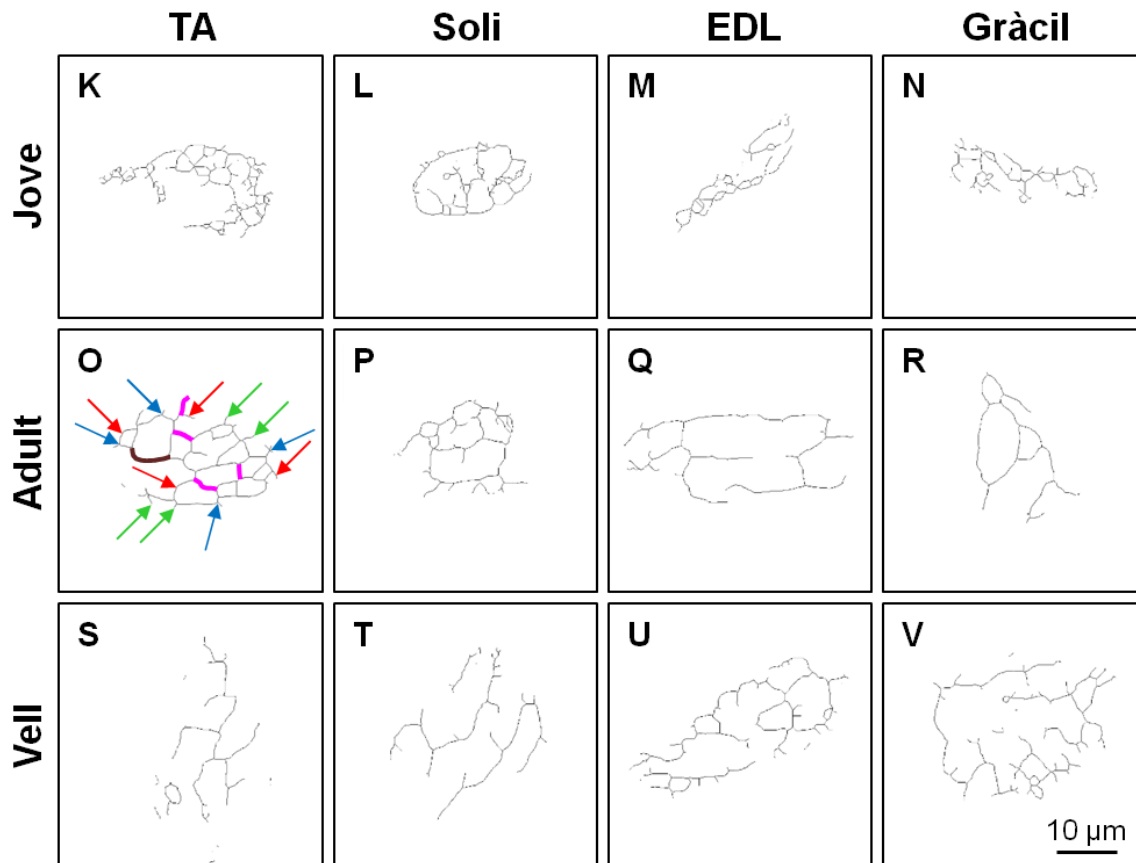 TA Soli EDL Gràcil
Jove
K L M N
Adult
O P Q R
Vell
S T U V
10 µm